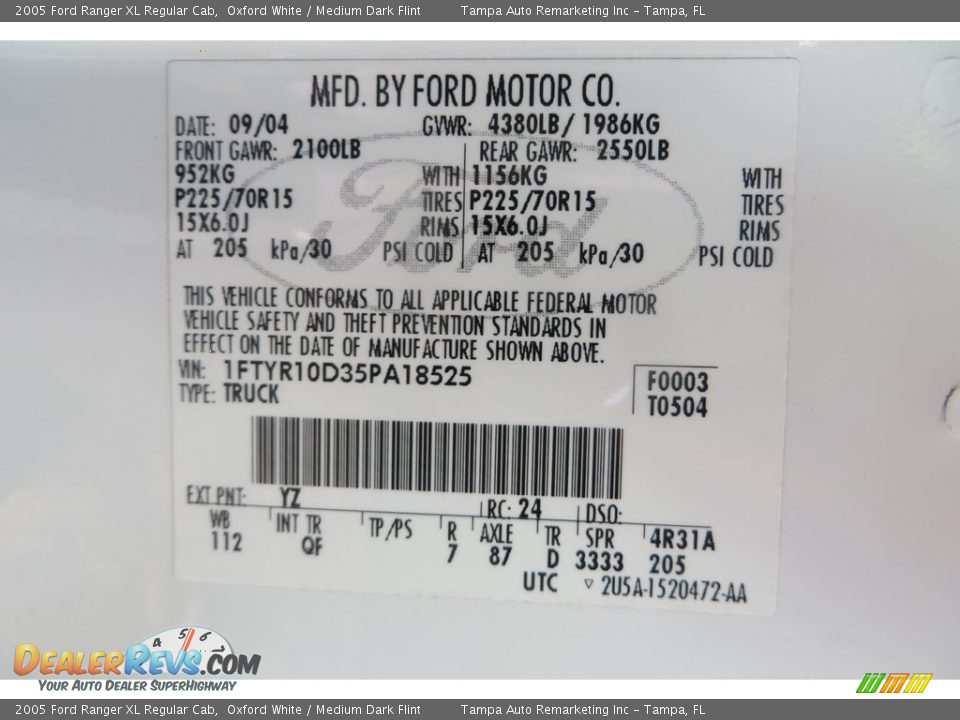 2005 Ford Ranger XL Regular Cab, Oxford White / Medium Dark Flint Tampa Auto Remarketing Inc - Tampa, FL
MFD. BY FORD MOTOR CO.
DATE: 09/04 GVWR: 4380LB/ 1986KG
FRONT GAWR: 2100LB REAR GAWR: 2550LB
952KG WITH 1156KG WITH
P225/70R15 TIRES P225/70R15 TIRES
15X6.0J RIMS 15X6.0J RIMS
AT 205 kPa/30 PSI COLD AT 205 kPa/30 PSI COLD
Ford
THIS VEHICLE CONFORMS TO ALL APPLICABLE FEDERAL MOTOR
VEHICLE SAFETY AND THEFT PREVENTION STANDARDS IN
EFFECT ON THE DATE OF MANUFACTURE SHOWN ABOVE.
VIN: 1FTYR10D35PA18525
TYPE: TRUCK
F0003
T0504
EXT PNT: YZ RC: 24 DSO:
WB INT TR TP/PS R AXLE TR SPR 4R31A
112 QF 7 87 D 3333 205
UTC ▽ 2U5A-1520472-AA
4 5 6
DEALERREVS.COM
YOUR AUTO DEALER SUPERHIGHWAY
2005 Ford Ranger XL Regular Cab, Oxford White / Medium Dark Flint Tampa Auto Remarketing Inc - Tampa, FL